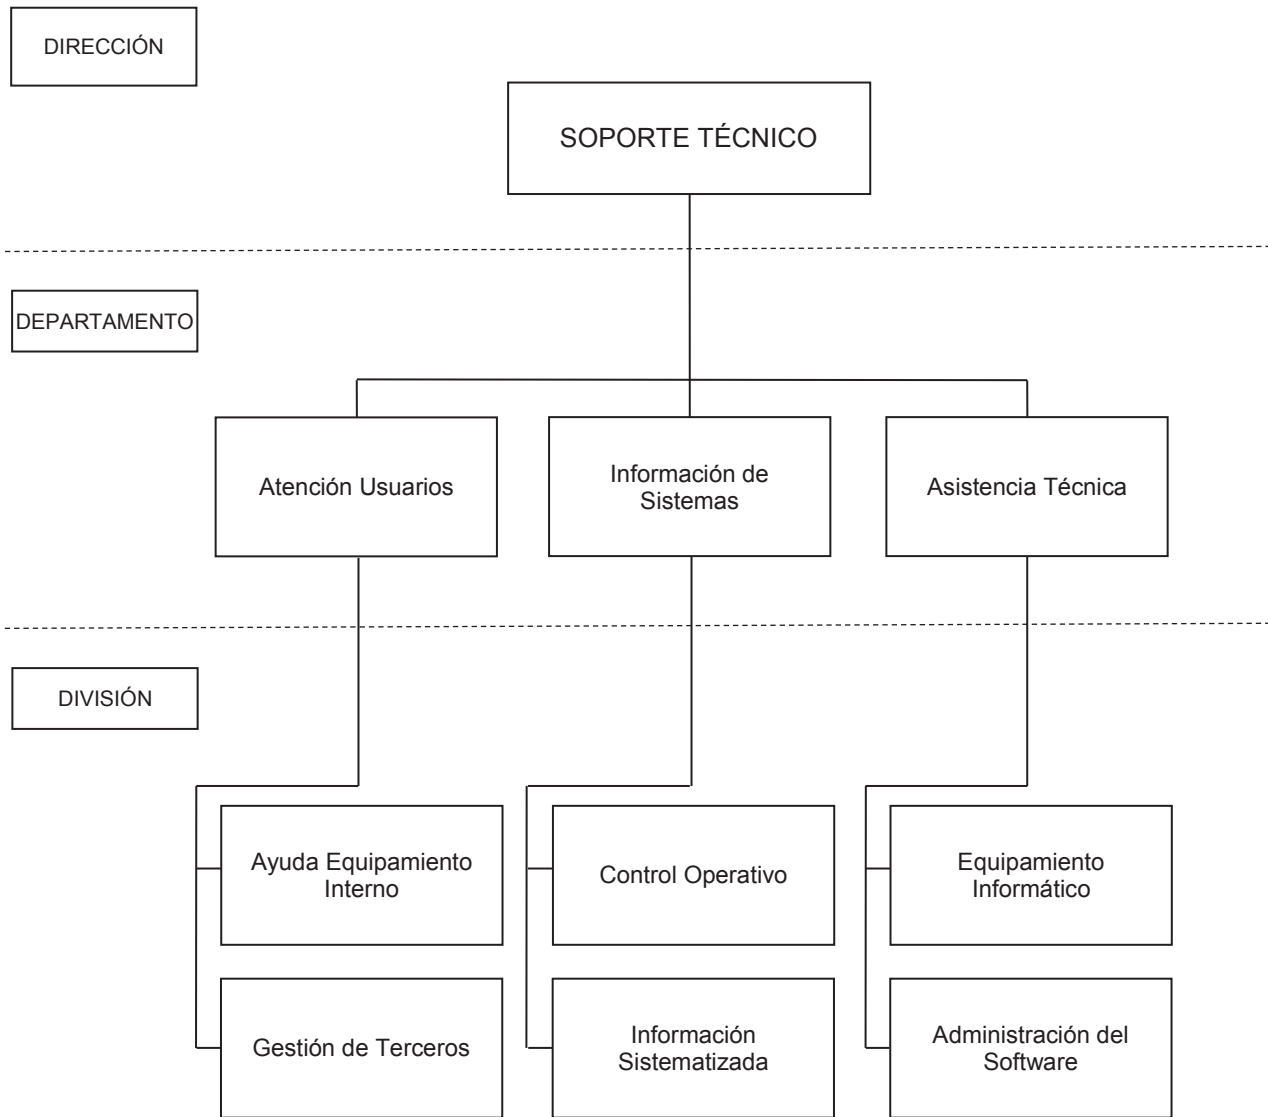 DIRECCIÓN
SOPORTE TÉCNICO
DEPARTAMENTO
Atención Usuarios
Información de
Sistemas
Asistencia Técnica
DIVISIÓN
Ayuda Equipamiento
Interno
Control Operativo
Equipamiento
Informático
Gestión de Terceros
Información
Sistematizada
Administración del
Software